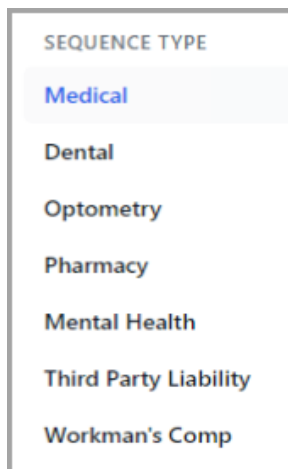 SEQUENCE TYPE
Medical
Dental
Optometry
Pharmacy
Mental Health
Third Party Liability
Workman's Comp